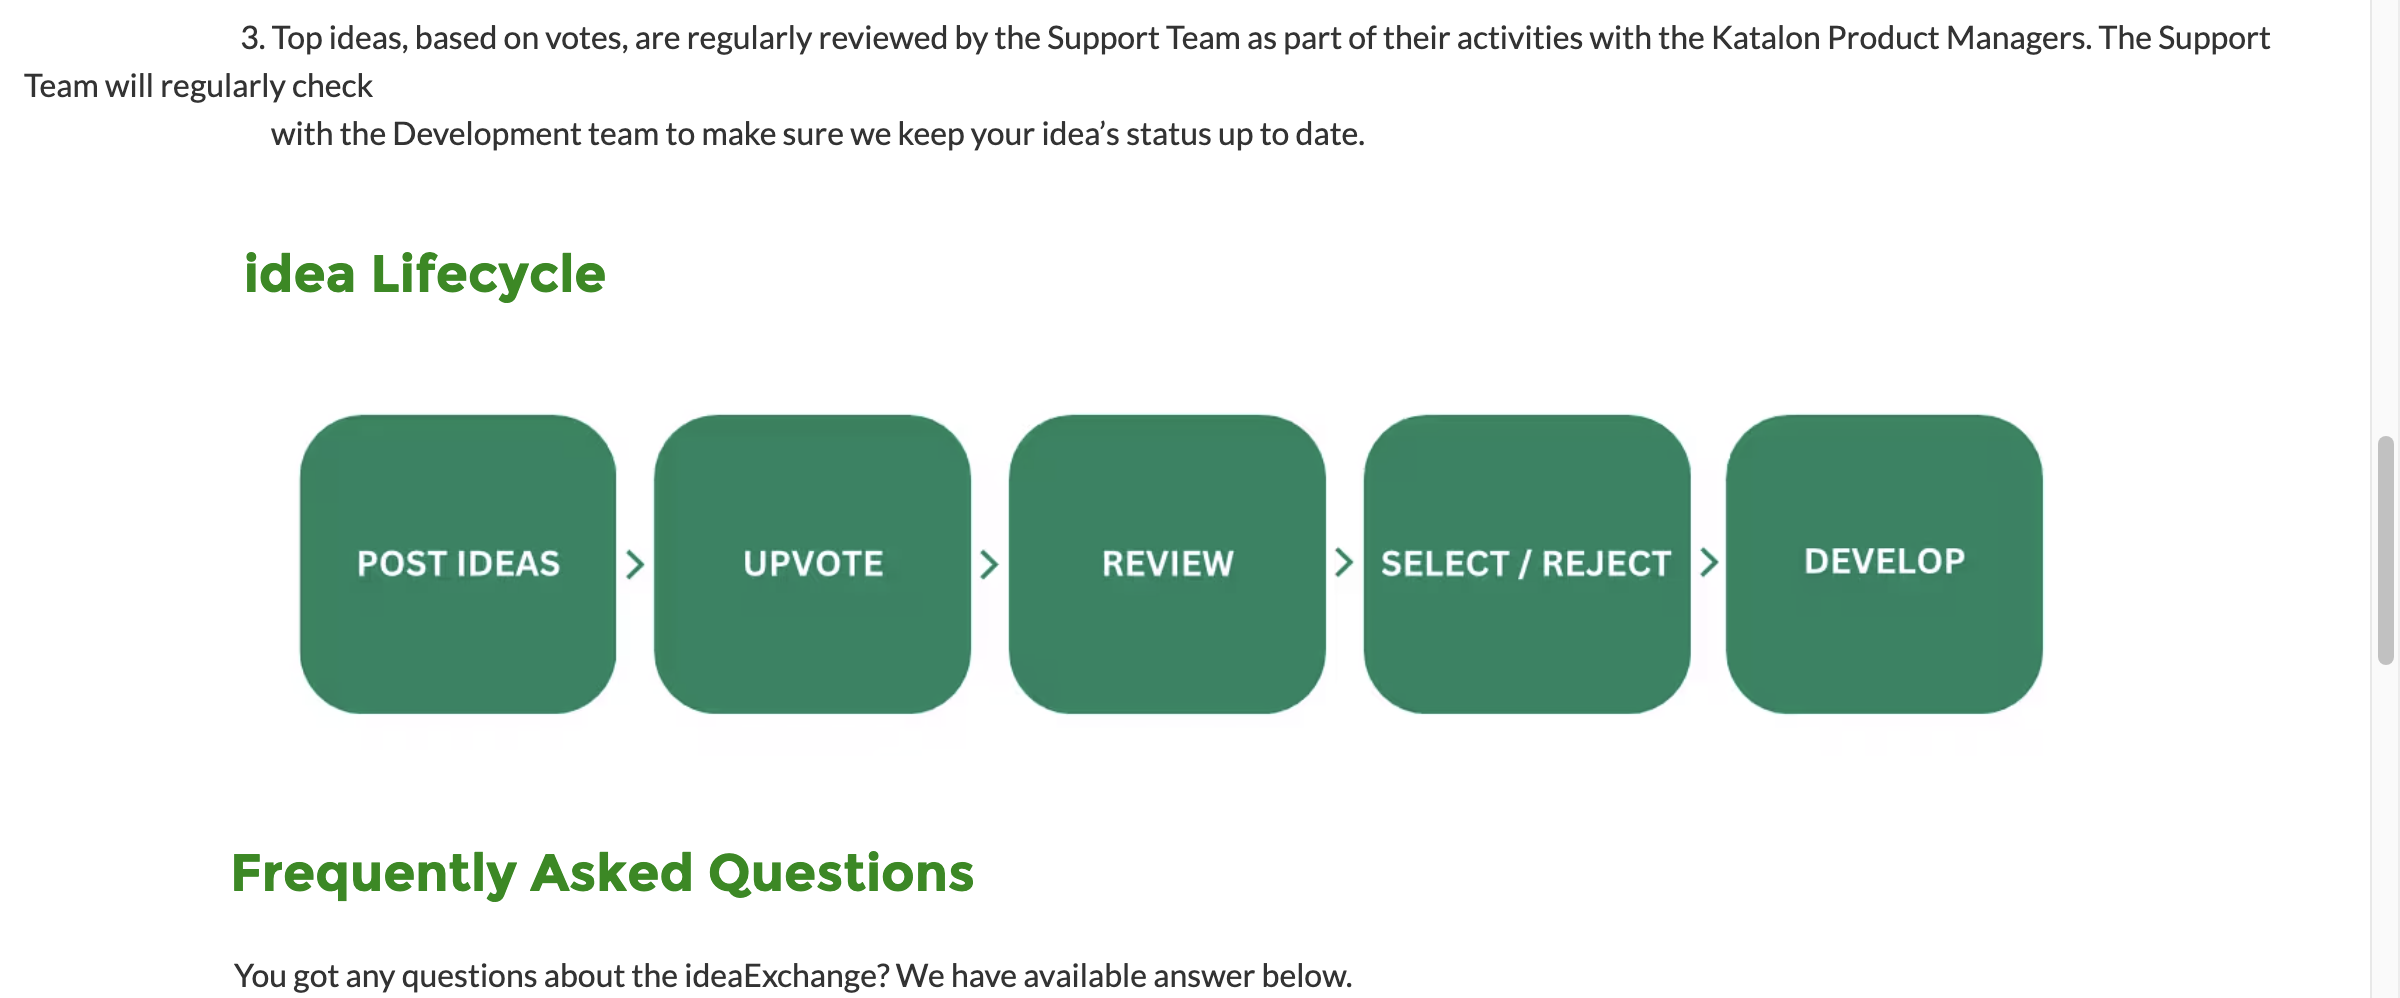 3. Top ideas, based on votes, are regularly reviewed by the Support Team as part of their activities with the Katalon Product Managers. The Support
Team will regularly check
with the Development team to make sure we keep your idea’s status up to date.
idea Lifecycle
POST IDEAS > UPVOTE > REVIEW > SELECT / REJECT > DEVELOP
Frequently Asked Questions
You got any questions about the ideaExchange? We have available answer below.